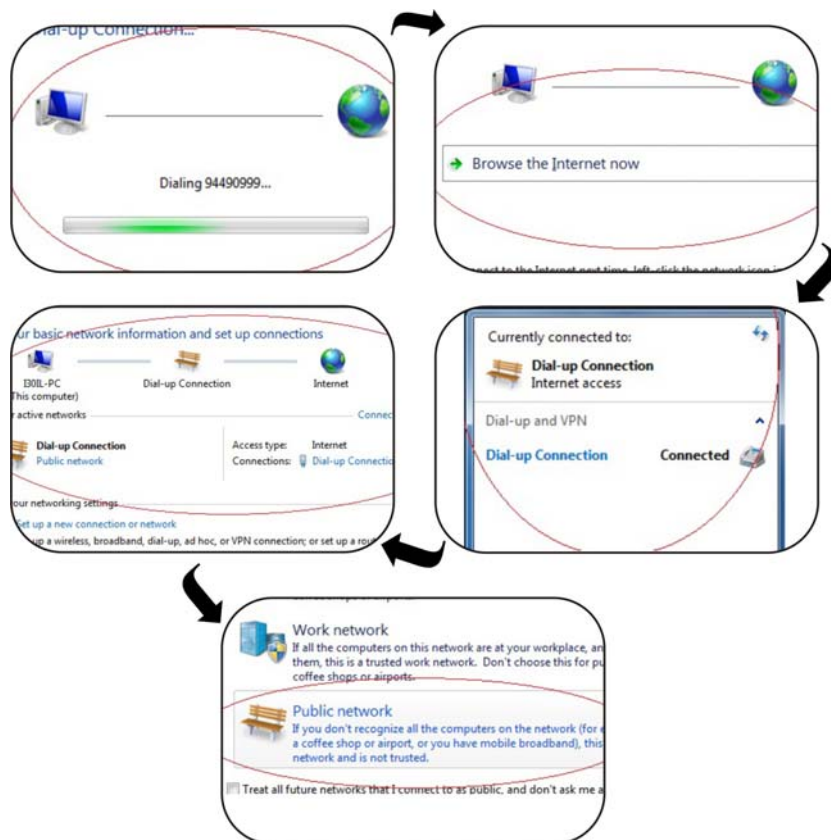 Dial-up Connection...
Dialing 94490999...
Browse the Internet now
to the Internet next time, left-click the network icon
Currently connected to:
Dial-up Connection
Internet access
Dial-up and VPN
Dial-up Connection Connected
basic network information and set up connections
I30IL-PC
This computer)
Dial-up Connection
Internet
active networks
Connec
Dial-up Connection
Public network
Access type: Internet
Connections: Dial-up Connectio
our networking settings
Set up a new connection or network
up a wireless, broadband, dial-up, ad hoc, or VPN connection; or set up a rou
Work network
If all the computers on this network are at your workplace, an
them, this is a trusted work network. Don't choose this for pu
coffee shops or airports.
Public network
If you don't recognize all the computers on the network (for e
a coffee shop or airport, or you have mobile broadband), this
network and is not trusted.
Treat all future networks that I connect to as public, and don't ask me a